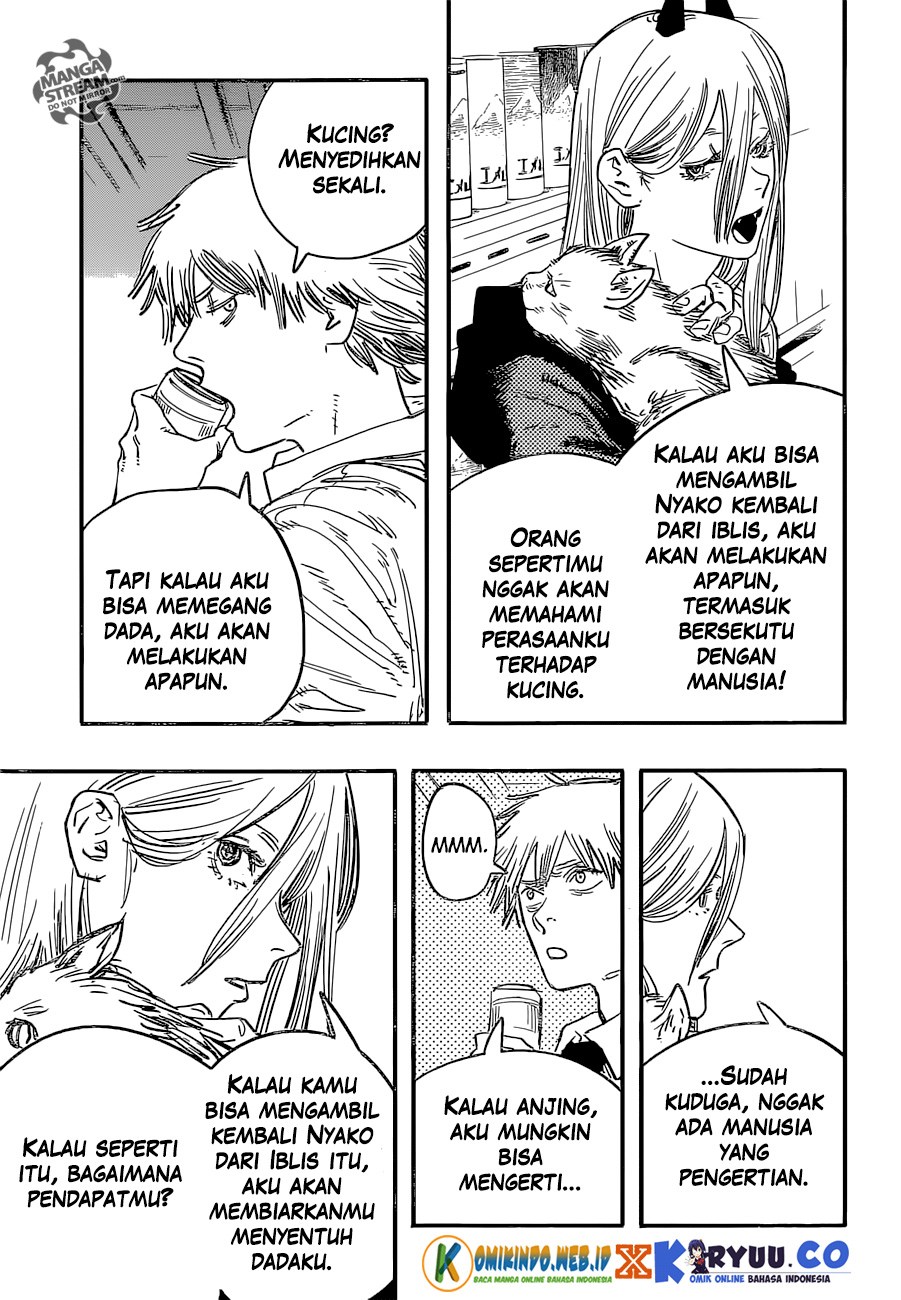 MANGA
STREAM.com
DO NOT MIRROR
KALAU AKU BISA
MENGAMBIL
NYAKO KEMBALI
DARI IBLIS, AKU
AKAN MELAKUKAN
APAPUN,
TERMASUK
BERSEKUTU
DENGAN
MANUSIA!
ORANG
SEPERTIMU
NGGAK AKAN
MEMAHAMI
PERASAANKU
TERHADAP
KUCING.
KUCING?
MENYEDIHKAN
SEKALI.
TAPI KALAU AKU
BISA MEMEGANG
DADA, AKU AKAN
MELAKUKAN
APAPUN.
...SUDAH
KUDUGA, NGGAK
ADA MANUSIA
YANG
PENGERTIAN.
MMM.
KALAU ANJING,
AKU MUNGKIN
BISA
MENGERTI...
KALAU KAMU
BISA MENGAMBIL
KEMBALI NYAKO
DARI IBLIS ITU,
AKU AKAN
MEMBIARKANMU
MENYENTUH
DADAKU.
KALAU SEPERTI
ITU, BAGAIMANA
PENDAPATMU?
KOMIKINDO.WEB.ID X KIRYUU.CO
BACA MANGA ONLINE BAHASA INDONESIA
OMIK ONLINE BAHASA INDONESIA